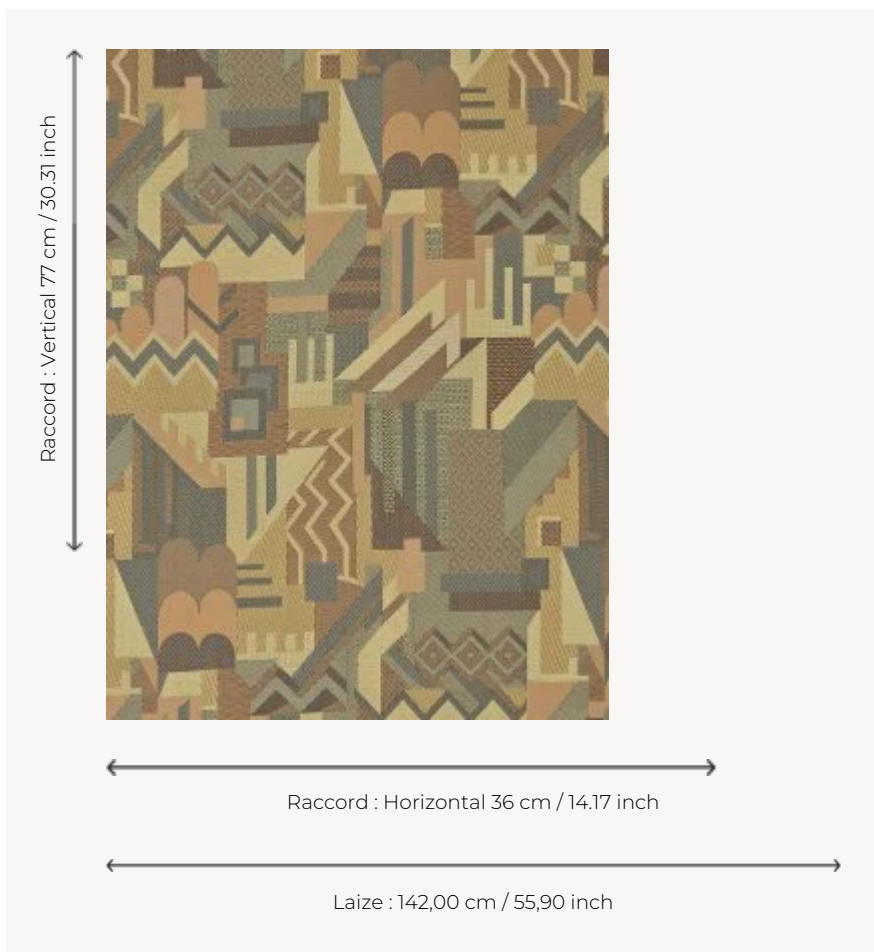 Raccord : Vertical 77 cm / 30.31 inch
Raccord : Horizontal 36 cm / 14.17 inch
Laize : 142,00 cm / 55,90 inch